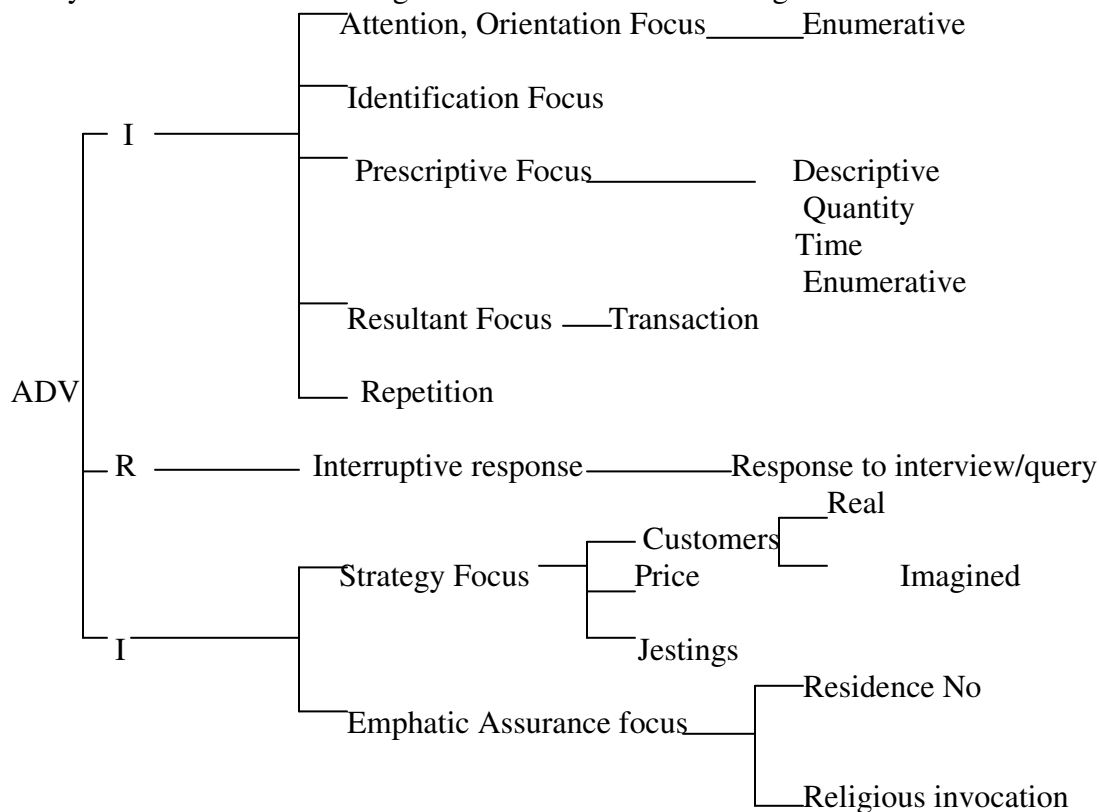 Attention, Orientation Focus Enumerative
Identification Focus
I
Prescriptive Focus Descriptive
Quantity
Time
Enumerative
Resultant Focus Transaction
ADV Repetition
R Interruptive response Response to interview/query
Real
Customers
Strategy Focus Price Imagined
I Jestings
Residence No
Emphatic Assurance focus
Religious invocation